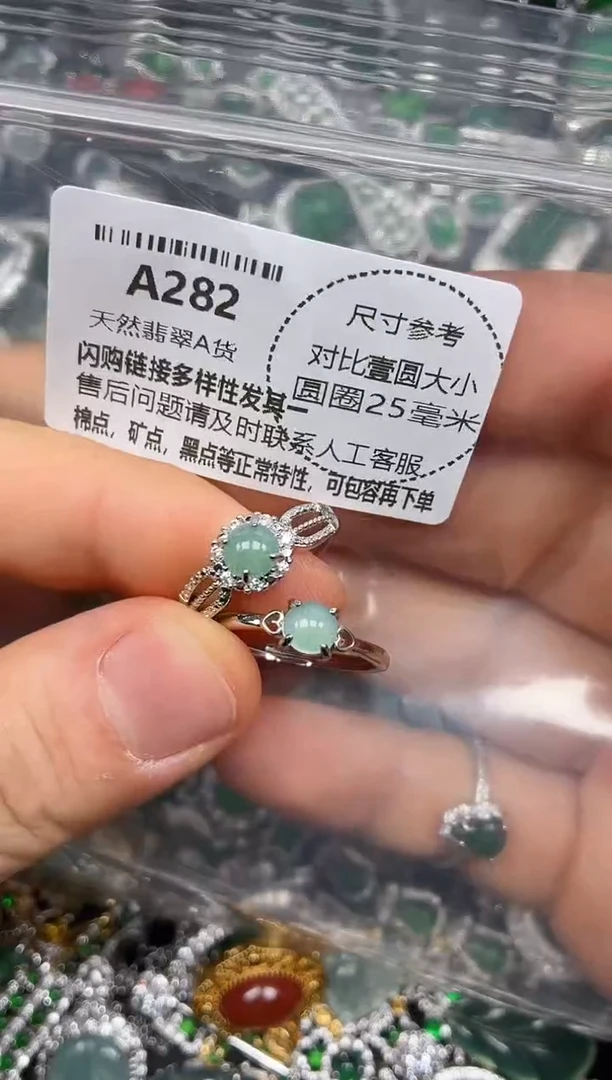 A282
天然翡翠A货
闪购链接多样性发其一
售后问题请及时联系人工客服
棉点，矿点，黑点等正常特性，可包容再下单
尺寸参考
对比壹圆大小
圆圈25毫米